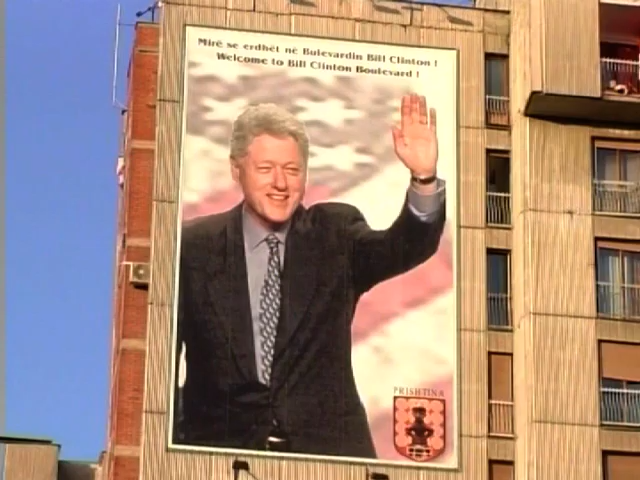 Mirë se erdhët në Bulevardin Bill Clinton !
Welcome to Bill Clinton Boulevard !
PRISHTINA